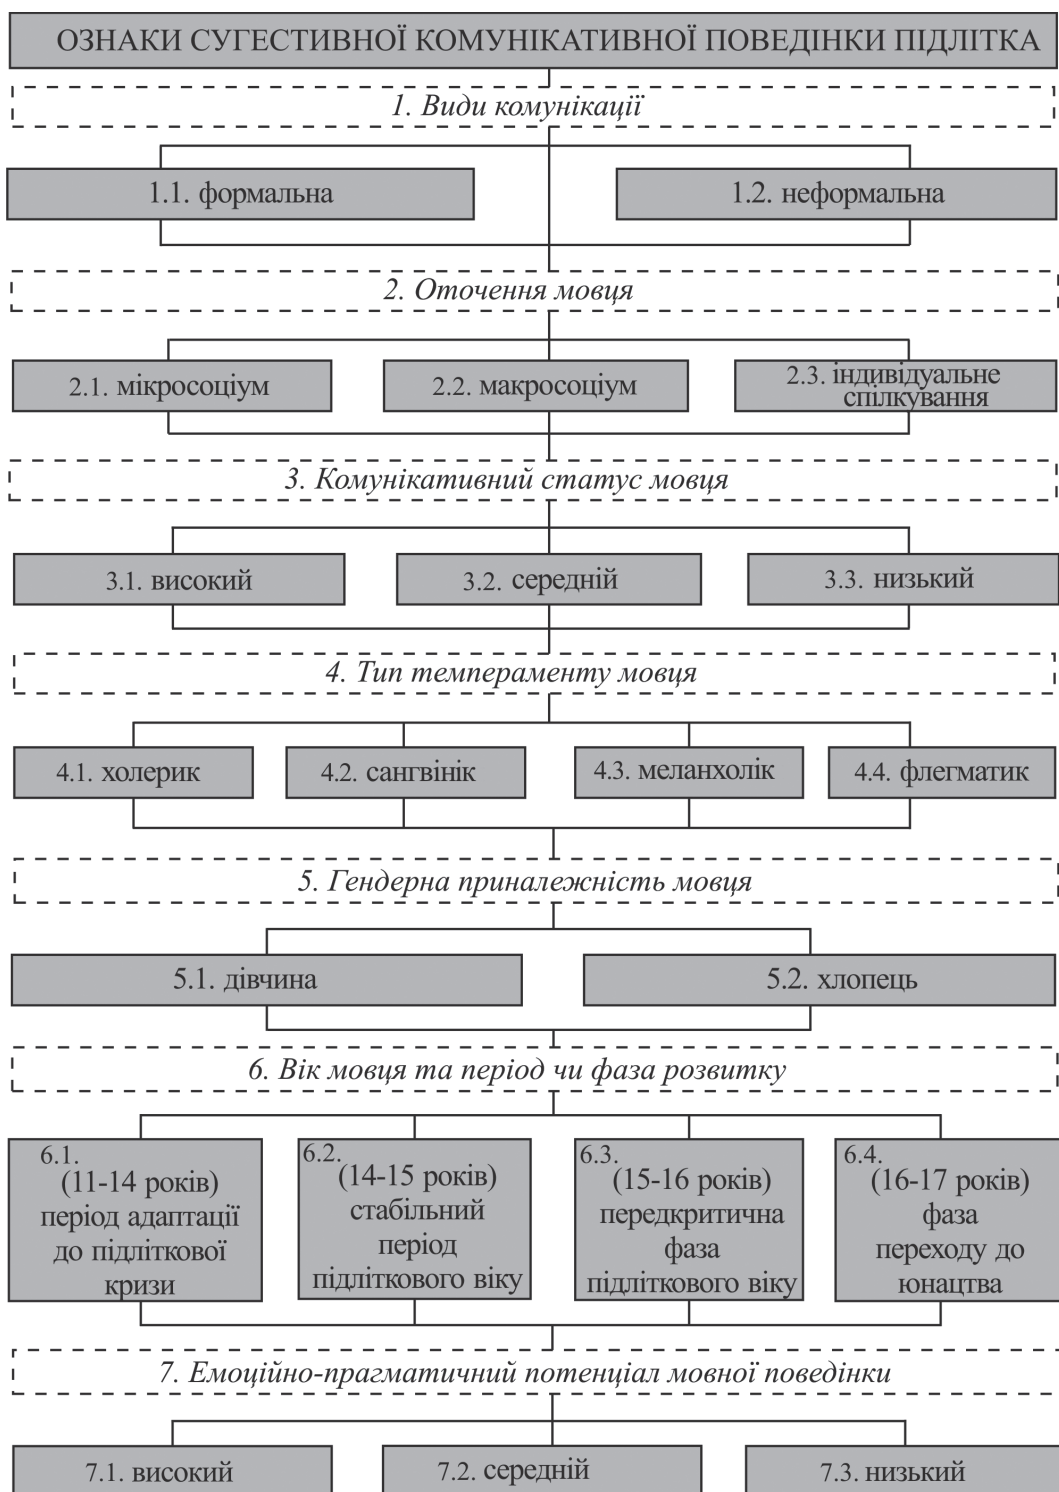 ОЗНАКИ СУГЕСТИВНОЇ КОМУНІКАТИВНОЇ ПОВЕДІНКИ ПІДЛІТКА
1. Види комунікації
1.1. формальна
1.2. неформальна
2. Оточення мовця
2.1. мікросоціум
2.2. макросоціум
2.3. індивідуальне
спілкування
3. Комунікативний статус мовця
3.1. високий
3.2. середній
3.3. низький
4. Тип темпераменту мовця
4.1. холерик
4.2. сангвінік
4.3. меланхолік
4.4. флегматик
5. Гендерна приналежність мовця
5.1. дівчина
5.2. хлопець
6. Вік мовця та період чи фаза розвитку
6.1.
(11-14 років)
період адаптації
до підліткової
кризи
6.2.
(14-15 років)
стабільний
період
підліткового віку
6.3.
(15-16 років)
передкритична
фаза
підліткового віку
6.4.
(16-17 років)
фаза
переходу до
юнацтва
7. Емоційно-прагматичний потенціал мовної поведінки
7.1. високий
7.2. середній
7.3. низький